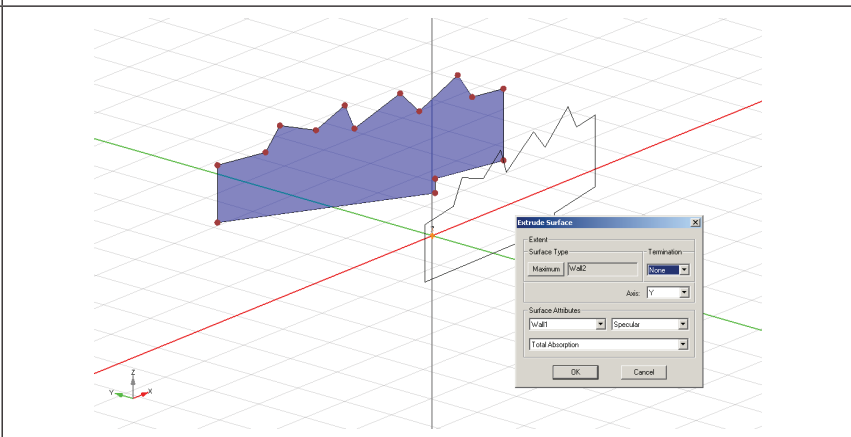 Extrude Surface
Extent
Surface Type
Termination
Maximum Wall2
None
Axis: Y
Surface Attributes
Wall1 Specular
Total Absorption
OK Cancel
Z
Y X